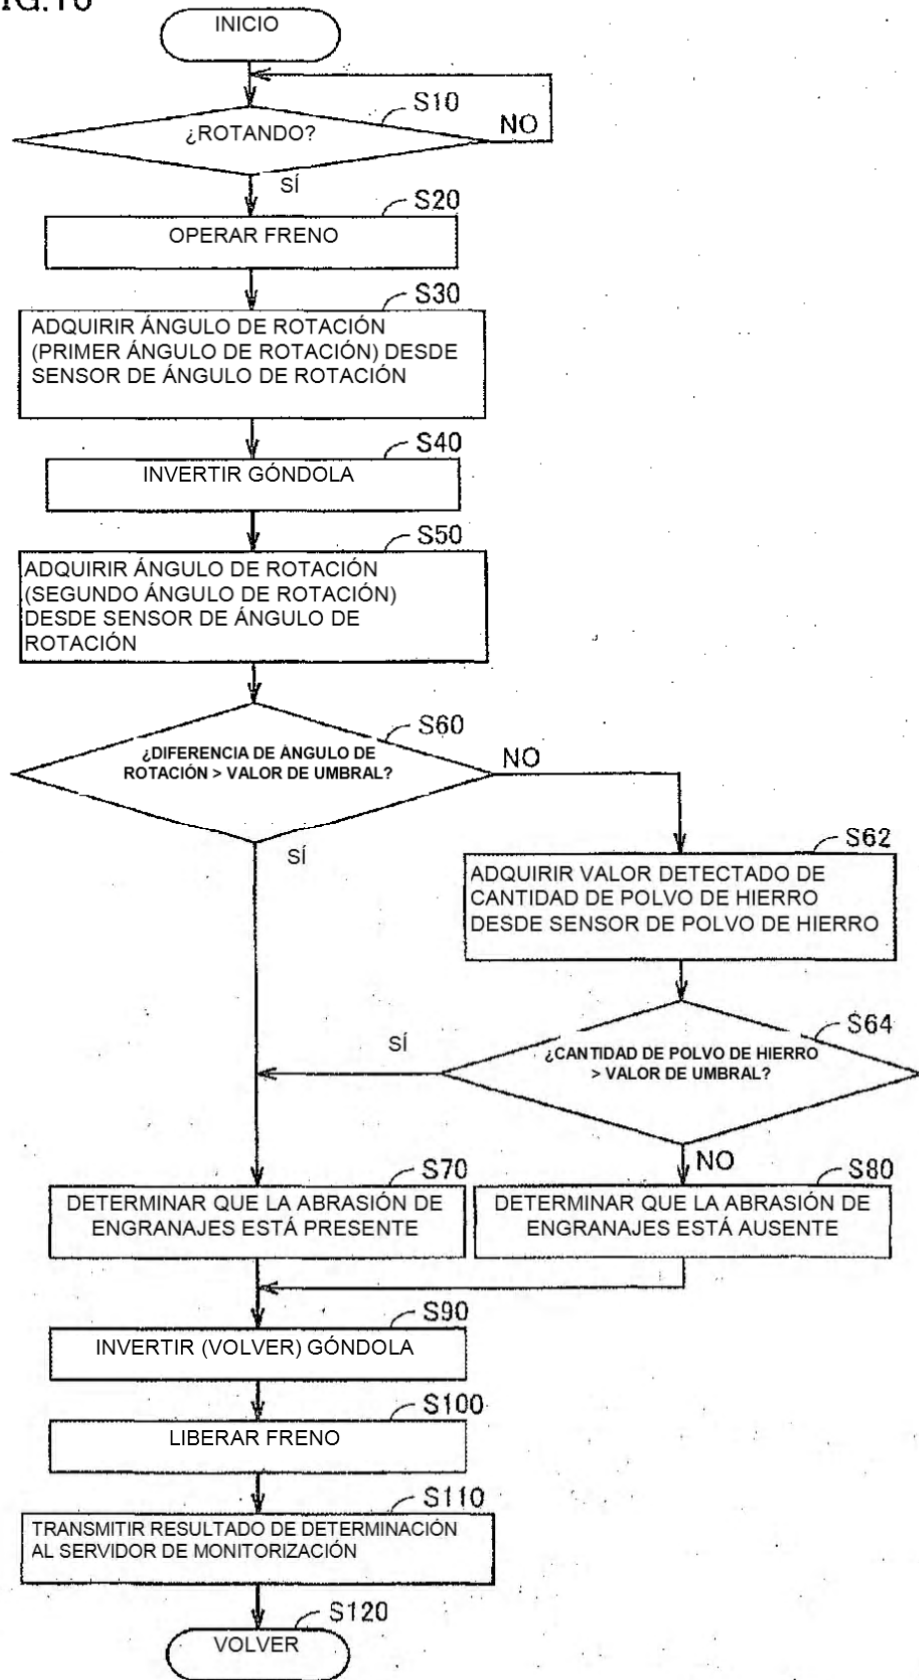 INICIO
S10
¿ROTANDO?
NO
SÍ
S20
OPERAR FRENO
S30
ADQUIRIR ÁNGULO DE ROTACIÓN
(PRIMER ÁNGULO DE ROTACIÓN) DESDE
SENSOR DE ÁNGULO DE ROTACIÓN
S40
INVERTIR GÓNDOLA
S50
ADQUIRIR ÁNGULO DE ROTACIÓN
(SEGUNDO ÁNGULO DE ROTACIÓN)
DESDE SENSOR DE ÁNGULO DE
ROTACIÓN
S60
¿DIFERENCIA DE ÁNGULO DE
ROTACIÓN > VALOR DE UMBRAL?
NO
SÍ
S62
ADQUIRIR VALOR DETECTADO DE
CANTIDAD DE POLVO DE HIERRO
DESDE SENSOR DE POLVO DE HIERRO
S64
¿CANTIDAD DE POLVO DE HIERRO
> VALOR DE UMBRAL?
SÍ
NO
S70
DETERMINAR QUE LA ABRASIÓN DE
ENGRANAJES ESTÁ PRESENTE
S80
DETERMINAR QUE LA ABRASIÓN DE
ENGRANAJES ESTÁ AUSENTE
S90
INVERTIR (VOLVER) GÓNDOLA
S100
LIBERAR FRENO
S110
TRANSMITIR RESULTADO DE DETERMINACIÓN
AL SERVIDOR DE MONITORIZACIÓN
S120
VOLVER